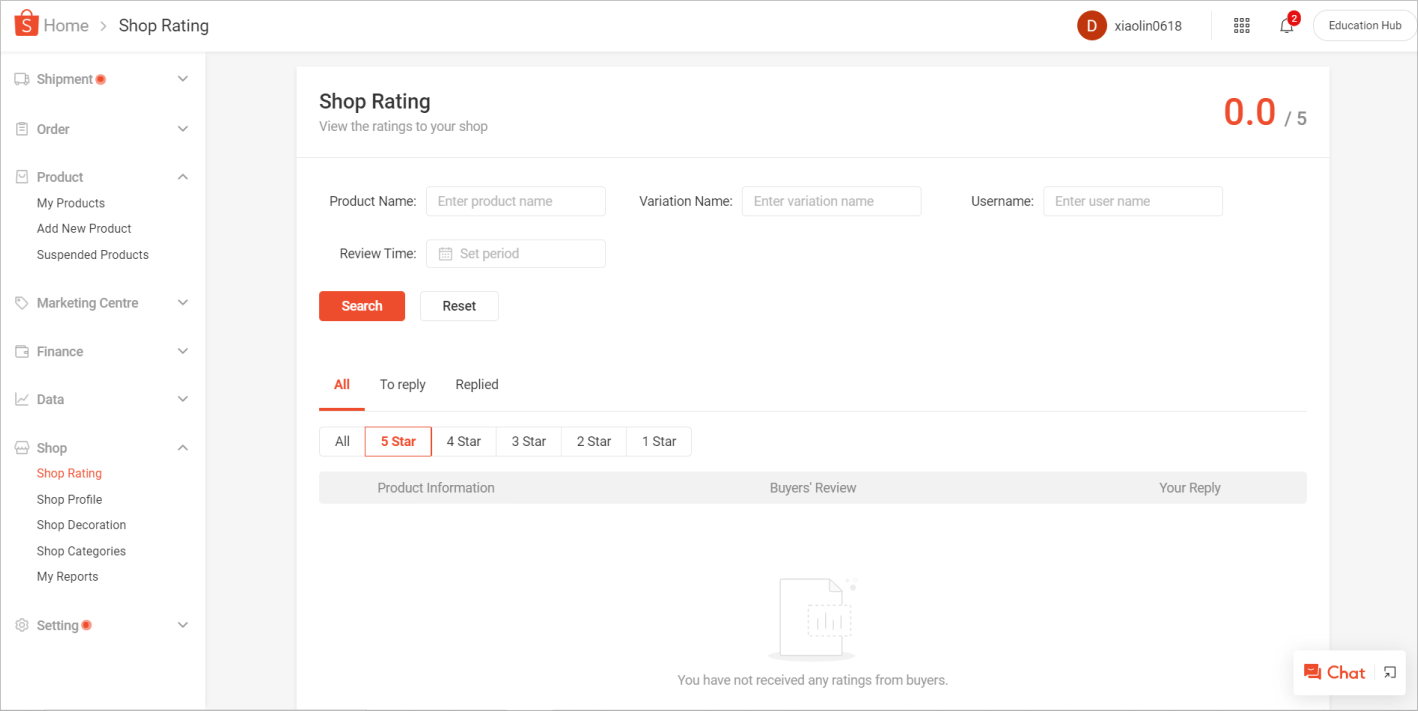 Home > Shop Rating
D xiaolin0618
2
Education Hub
Shipment
Order
Product
My Products
Add New Product
Suspended Products
Marketing Centre
Finance
Data
Shop
Shop Rating
Shop Profile
Shop Decoration
Shop Categories
My Reports
Setting
Shop Rating
View the ratings to your shop
0.0 / 5
Product Name: Enter product name Variation Name: Enter variation name Username: Enter user name
Review Time: Set period
Search Reset
All To reply Replied
All 5 Star 4 Star 3 Star 2 Star 1 Star
Product Information Buyers' Review Your Reply
You have not received any ratings from buyers.
Chat